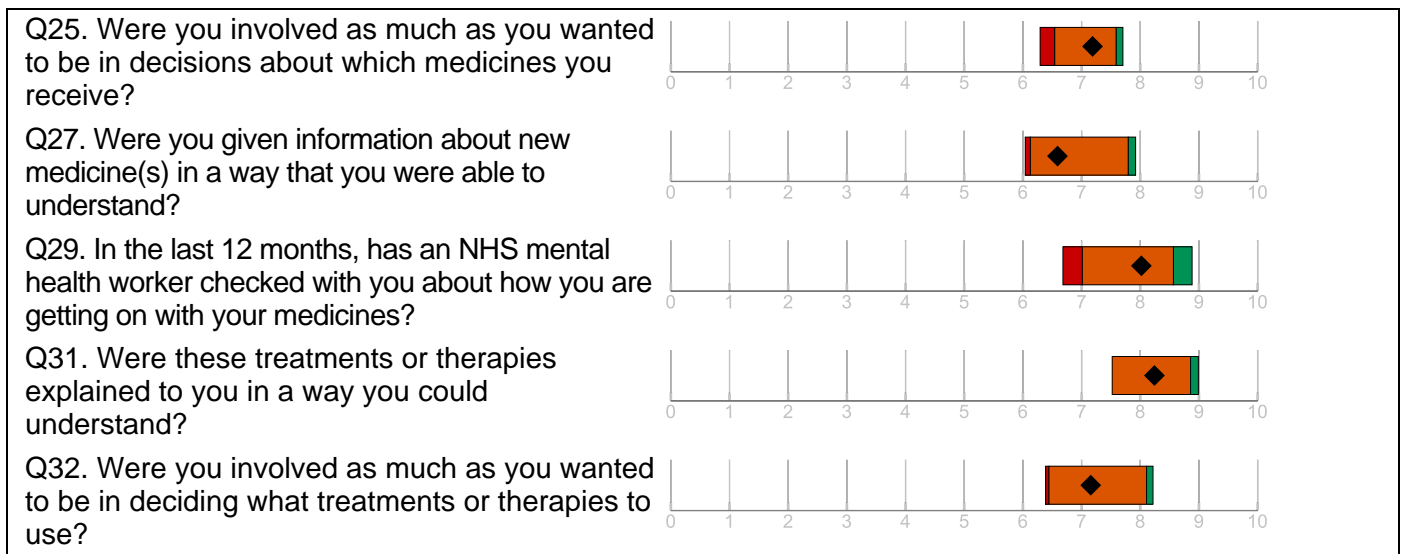 Q25. Were you involved as much as you wanted
to be in decisions about which medicines you
receive?
0 1 2 3 4 5 6 7 8 9 10
Q27. Were you given information about new
medicine(s) in a way that you were able to
understand?
0 1 2 3 4 5 6 7 8 9 10
Q29. In the last 12 months, has an NHS mental
health worker checked with you about how you are
getting on with your medicines?
0 1 2 3 4 5 6 7 8 9 10
Q31. Were these treatments or therapies
explained to you in a way you could
understand?
0 1 2 3 4 5 6 7 8 9 10
Q32. Were you involved as much as you wanted
to be in deciding what treatments or therapies to
use?
0 1 2 3 4 5 6 7 8 9 10